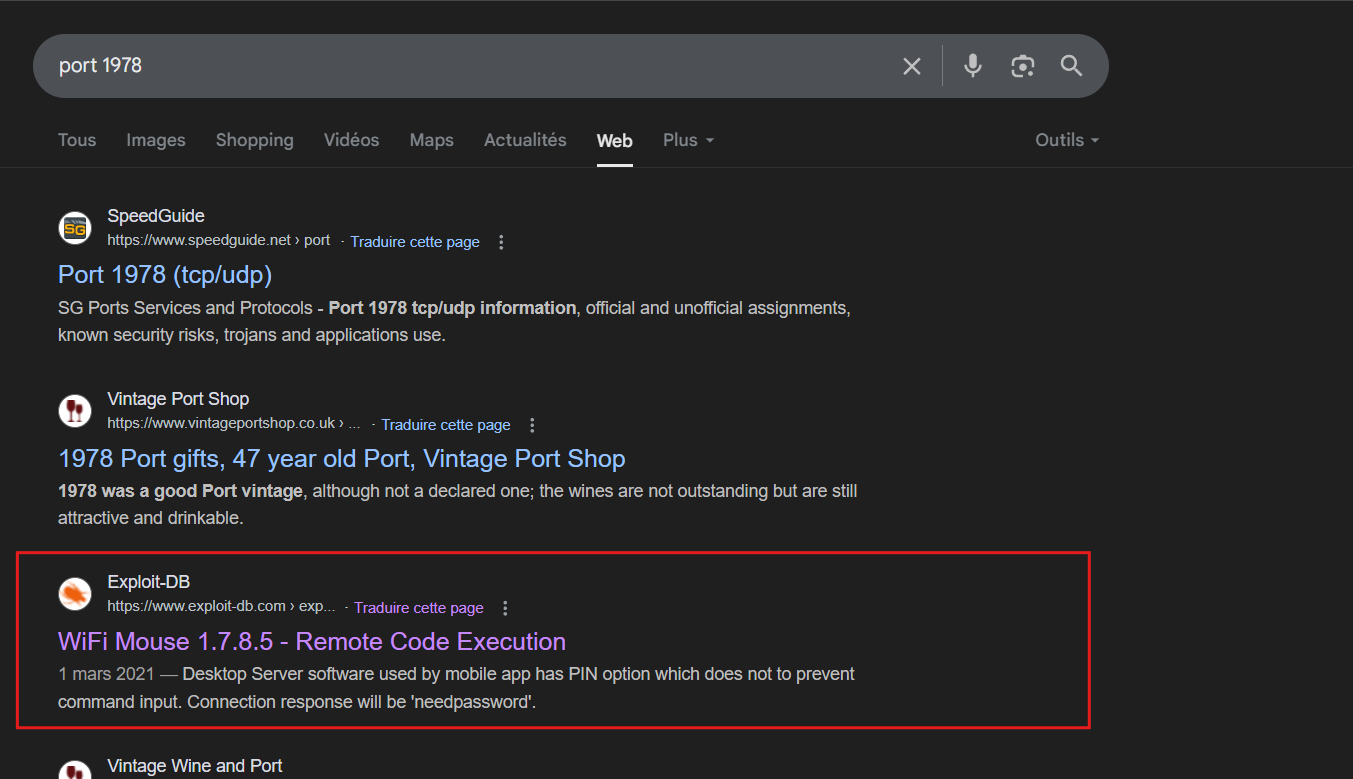 port 1978
Tous Images Shopping Vidéos Maps Actualités Web Plus Outils
SG
SpeedGuide
https://www.speedguide.net › port · Traduire cette page
Port 1978 (tcp/udp)
SG Ports Services and Protocols - Port 1978 tcp/udp information, official and unofficial assignments,
known security risks, trojans and applications use.
Vintage Port Shop
https://www.vintageportshop.co.uk › ... · Traduire cette page
1978 Port gifts, 47 year old Port, Vintage Port Shop
1978 was a good Port vintage, although not a declared one; the wines are not outstanding but are still
attractive and drinkable.
Exploit-DB
https://www.exploit-db.com › exp... · Traduire cette page
WiFi Mouse 1.7.8.5 - Remote Code Execution
1 mars 2021 — Desktop Server software used by mobile app has PIN option which does not to prevent
command input. Connection response will be 'needpassword'.
Vintage Wine and Port